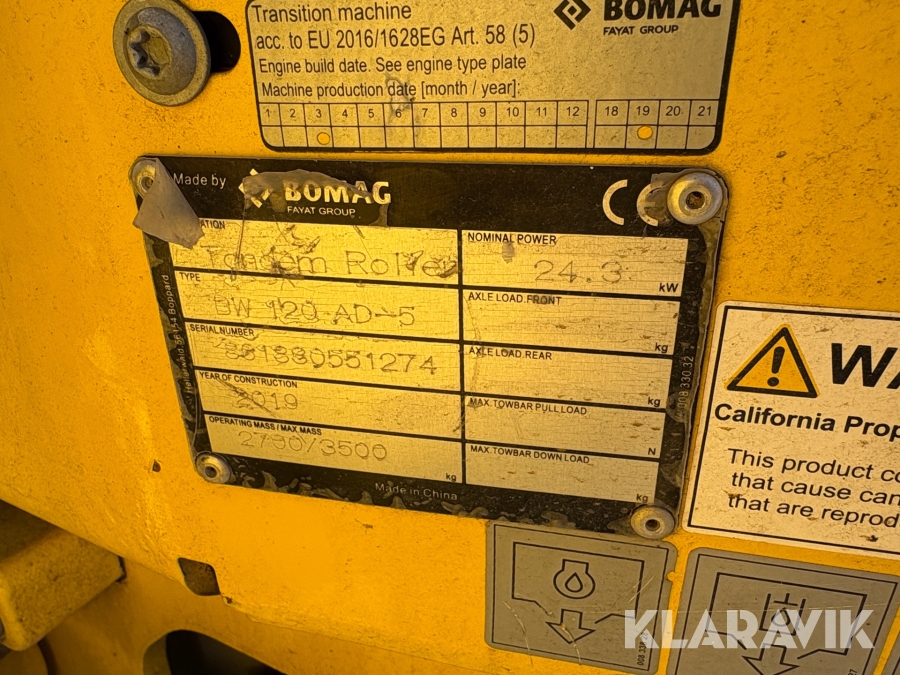 Transition machine
acc. to EU 2016/1628EG Art. 58 (5)
BOMAG
FAYAT GROUP
Engine build date. See engine type plate
Machine production date [month / year]:
1 2 3 4 5 6 7 8 9 10 11 12 18 19 20 21
Made by
BOMAG
FAYAT GROUP
CE
Tandem Roller
NOMINAL POWER
24.3
kW
TYPE
BW 120 AD-5
AXLE LOAD.FRONT
kg
SERIAL NUMBER
AXLE LOAD.REAR
kg
YEAR OF CONSTRUCTION
2019
MAX.TOWBAR PULL LOAD
N
OPERATING MASS / MAX.MASS
2790/3500
kg
MAX.TOWBAR DOWN LOAD
kg
Made in China
008 330 32
California
This product
that cause
that are
KLARAVIK